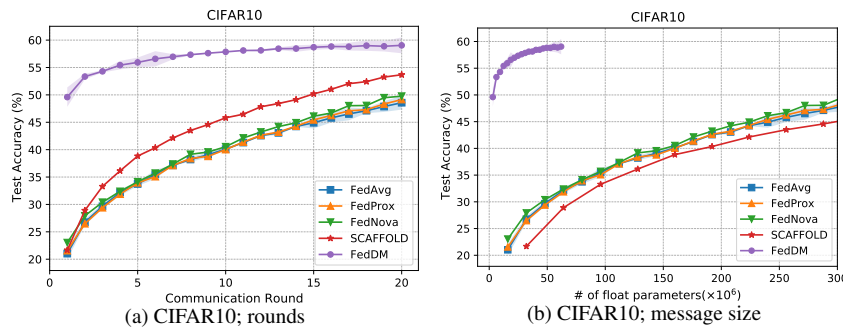 CIFAR10
Test Accuracy (%)
60
55
50
45
40
35
30
25
20
0
5
10
15
20
Communication Round
FedAvg
FedProx
FedNova
SCAFFOLD
FedDM
(a) CIFAR10; rounds
CIFAR10
Test Accuracy (%)
60
55
50
45
40
35
30
25
20
0
50
100
150
200
250
300
# of float parameters(×10⁶)
FedAvg
FedProx
FedNova
SCAFFOLD
FedDM
(b) CIFAR10; message size